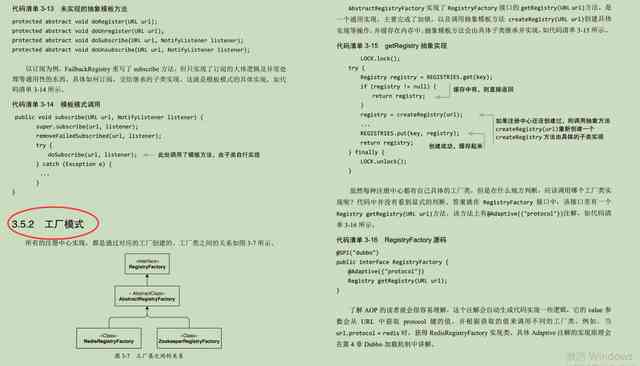 代码清单 3-13 未实现的抽象模板方法
protected abstract void doRegister(URL url);
protected abstract void doUnregister(URL url),
protected abstract void doSubscribe(URL url, NotifyListener listener);
protected abstract void doUnsubscribe(URL url, NotifyListener listener);
以订阅为例，FailbackRegistry 重写了 subscribe 方法，但只实现了订阅的大体逻辑及异常处
理等通用性的东西，具体如何订阅，交给继承的子类实现。这就是模板模式的具体实现，如代
码清单 3-14 所示。
代码清单 3-14 模板模式调用
public void subscribe(URL url, NotifyListener listener) {
super.subscribe(url, listener);
removeFailedSubscribed(url, listener);
try {
doSubscribe(url, listener); 此处调用了模板方法，由子类自行实现
} catch (Exception e) {
...
}
}
3.5.2 工厂模式
所有的注册中心实现，都是通过对应的工厂创建的。工厂类之间的关系如图 3-7 所示。
<Interface>
RegistryFactory
< AbstractClass>
AbstractRegistryFactory
<Class>
RedisRegistryFactory
<Class>
ZookeeperRegistryFactory
图 3-7 工厂类之间的关系
AbstractRegistryFactory 实现了 RegistryFactory 接口的 getRegistry(URL url)方法，是
一个通用实现，主要完成了加锁，以及调用抽象模板方法 createRegistry(URL url)创建具体
实现等操作，并缓存在内存中。抽象模板方法会由具体子类继承并实现，如代码清单 3-15 所示。
代码清单 3-15 getRegistry 抽象实现
LOCK.lock();
try {
Registry registry = REGISTRIES.get(key);
if (registry != null) { 缓存中有，则直接返回
return registry;
}
registry = createRegistry(url); 如果注册中心还没创建过，则调用抽象方法
... createRegistry(url)重新创建一个
REGISTRIES.put(key, registry); createRegistry 方法由具体的子类实现
return registry; 创建成功，缓存起来
} finally {
LOCK.unlock();
}
虽然每种注册中心都有自己具体的工厂类，但是在什么地方判断，应该调用哪个工厂类实
现呢？代码中并没有看到显式的判断。答案就在 RegistryFactory 接口中，该接口里有一个
Registry getRegistry(URL url)方法，该方法上有@Adaptive({"protocol"})注解，如代码清
单 3-16 所示。
代码清单 3-16 RegistryFactory 源码
@SPI("dubbo")
public interface RegistryFactory {
@Adaptive({"protocol"})
Registry getRegistry(URL url);
}
了解 AOP 的读者就会很容易理解，这个注解会自动生成代码实现一些逻辑，它的 value 参
数会从 URL 中获取 protocol 键的值，并根据获取的值来调用不同的工厂类。例如，当
url.protocol = redis 时，获得 RedisRegistryFactory 实现类。具体 Adaptive 注解的实现原理会
在第 4 章 Dubbo 加载机制中讲解。
激活 Windows